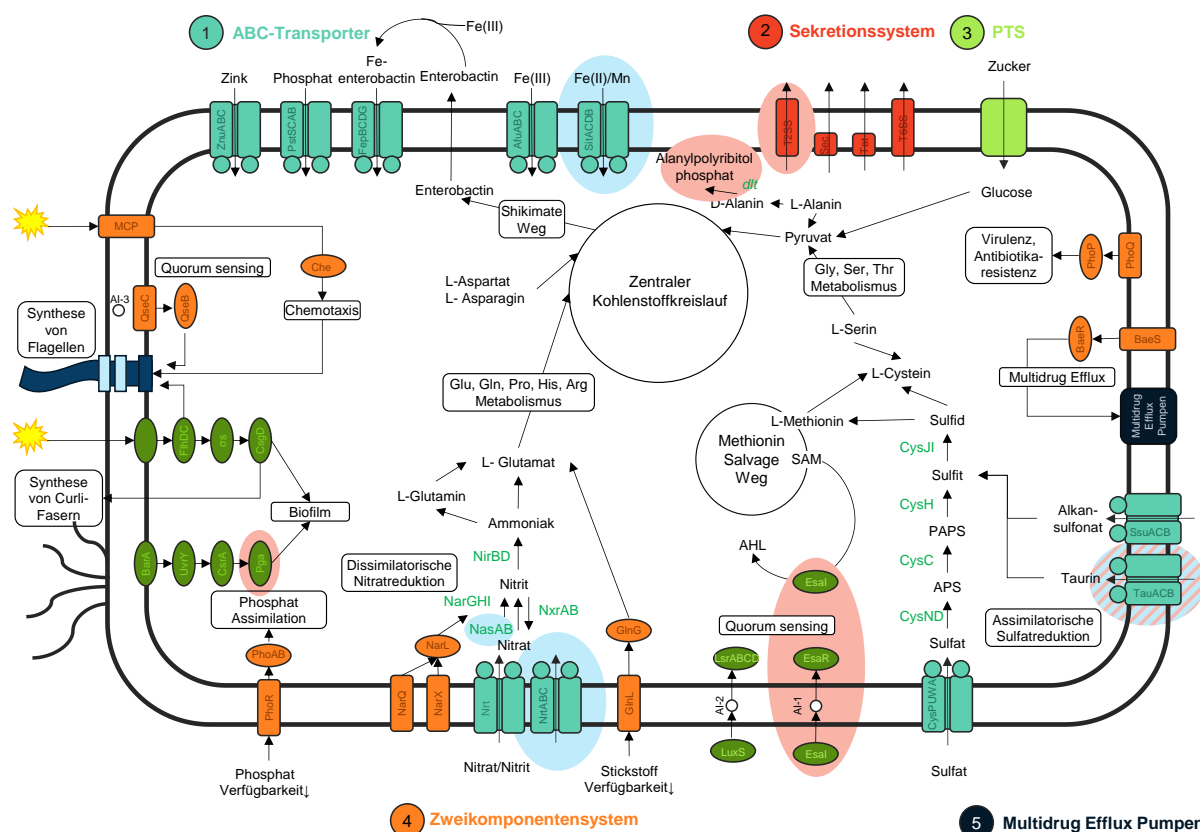 1 ABC-Transporter
2 Sekretionssystem
3 PTS
Fe(III)
Fe-
enterobactin
Enterobactin
Zink
Phosphat
Fe(III)
Fe(II)/Mn
Zucker
ZnuABC
PstSCAB
FepBCDG
AfuABC
SitACDB
T2SS
Sec
Tat
T6SS
Alanylpolyribitol
phosphat
dlt
D-Alanin
L-Alanin
Glucose
Enterobactin
Shikimate
Weg
Pyruvat
MCP
Che
Chemotaxis
Quorum sensing
AI-3
QseC
QseB
Synthese
von
Flagellen
L-Aspartat
L- Asparagin
Zentraler
Kohlenstoffkreislauf
Gly, Ser, Thr
Metabolismus
Virulenz,
Antibiotika-
resistenz
PhoP
PhoQ
L-Serin
BaeR
BaeS
Multidrug Efflux
Multidrug
Efflux
Pumpen
L-Cystein
Glu, Gln, Pro, His, Arg
Metabolismus
L-Methionin
Sulfid
Methionin
Salvage
Weg
SAM
CysJI
Sulfit
CysH
PAPS
CysC
APS
CysND
Sulfat
FlhDC
σs
CsgD
Synthese
von Curli-
Fasern
Biofilm
BarA
UvrY
CsrA
Pga
L- Glutamat
L-Glutamin
Ammoniak
NirBD
Dissimilatorische
Nitratreduktion
Nitrit
NarGHI
NxrAB
NasAB
Nitrat
Alkan-
sulfonat
SsuACB
Taurin
TauACB
Assimilatorische
Sulfatreduktion
AHL
EsaI
Quorum sensing
Phosphat
Assimilation
PhoAB
PhoR
NarL
NarQ
NarX
Nrt
NrtABC
GlnG
GlnL
LsrABCD
EsaR
AI-2
AI-1
LuxS
EsaI
CysPUWA
Phosphat
Verfügbarkeit↓
Nitrat/Nitrit
Stickstoff
Verfügbarkeit↓
Sulfat
4 Zweikomponentensystem
5 Multidrug Efflux Pumpen